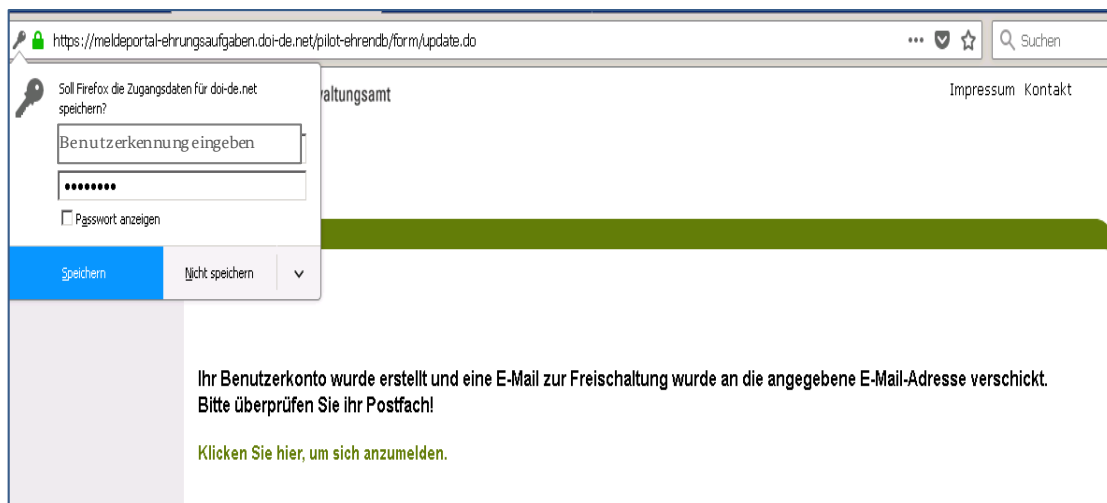 https://meldeportal-ehrungsaufgaben.doi-de.net/pilot-ehrendb/form/update.do
Suchen
Soll Firefox die Zugangsdaten für doi-de.net
speichern?
Benutzerkennung eingeben
Passwort anzeigen
Speichern
Nicht speichern
valtungsamt
Impressum Kontakt
Ihr Benutzerkonto wurde erstellt und eine E-Mail zur Freischaltung wurde an die angegebene E-Mail-Adresse verschickt.
Bitte überprüfen Sie ihr Postfach!
Klicken Sie hier, um sich anzumelden.